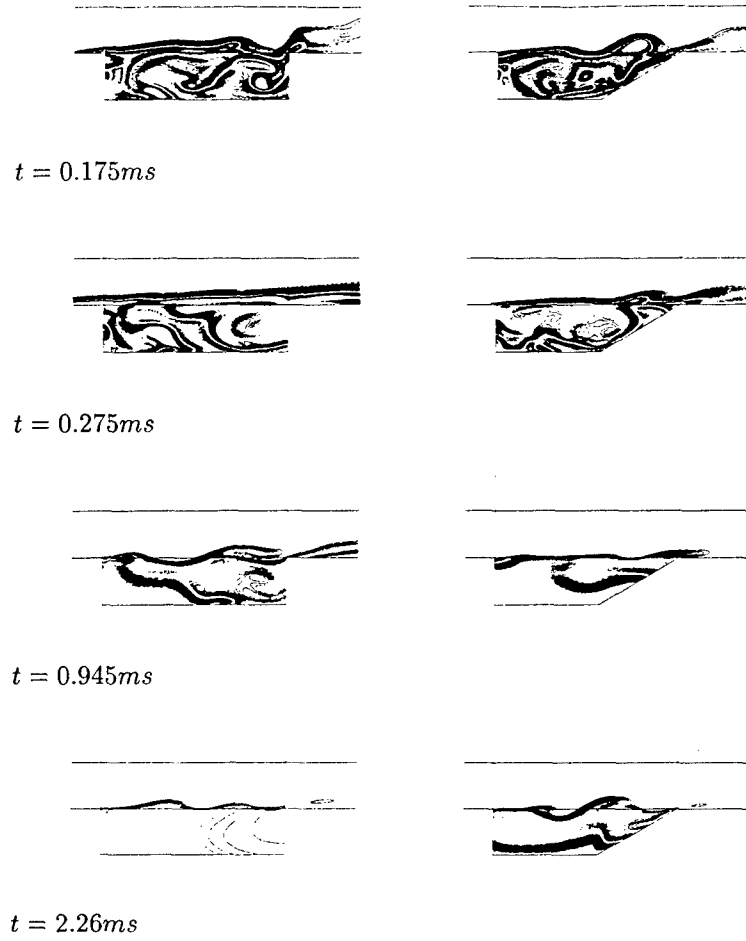 t = 0.175ms
t = 0.275ms
t = 0.945ms
t = 2.26ms